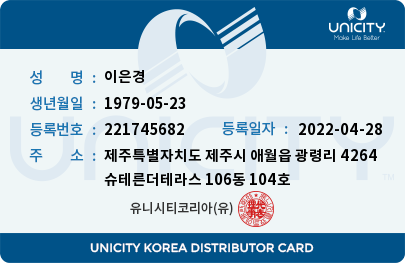 UNICITY
Make Life Better
성 명 : 이은경
생년월일 : 1979-05-23
등록번호 : 221745682 등록일자 : 2022-04-28
주 소 : 제주특별자치도 제주시 애월읍 광령리 4264
슈테른더테라스 106동 104호
유니시티코리아(유)
UNICITY
UNICITY KOREA DISTRIBUTOR CARD